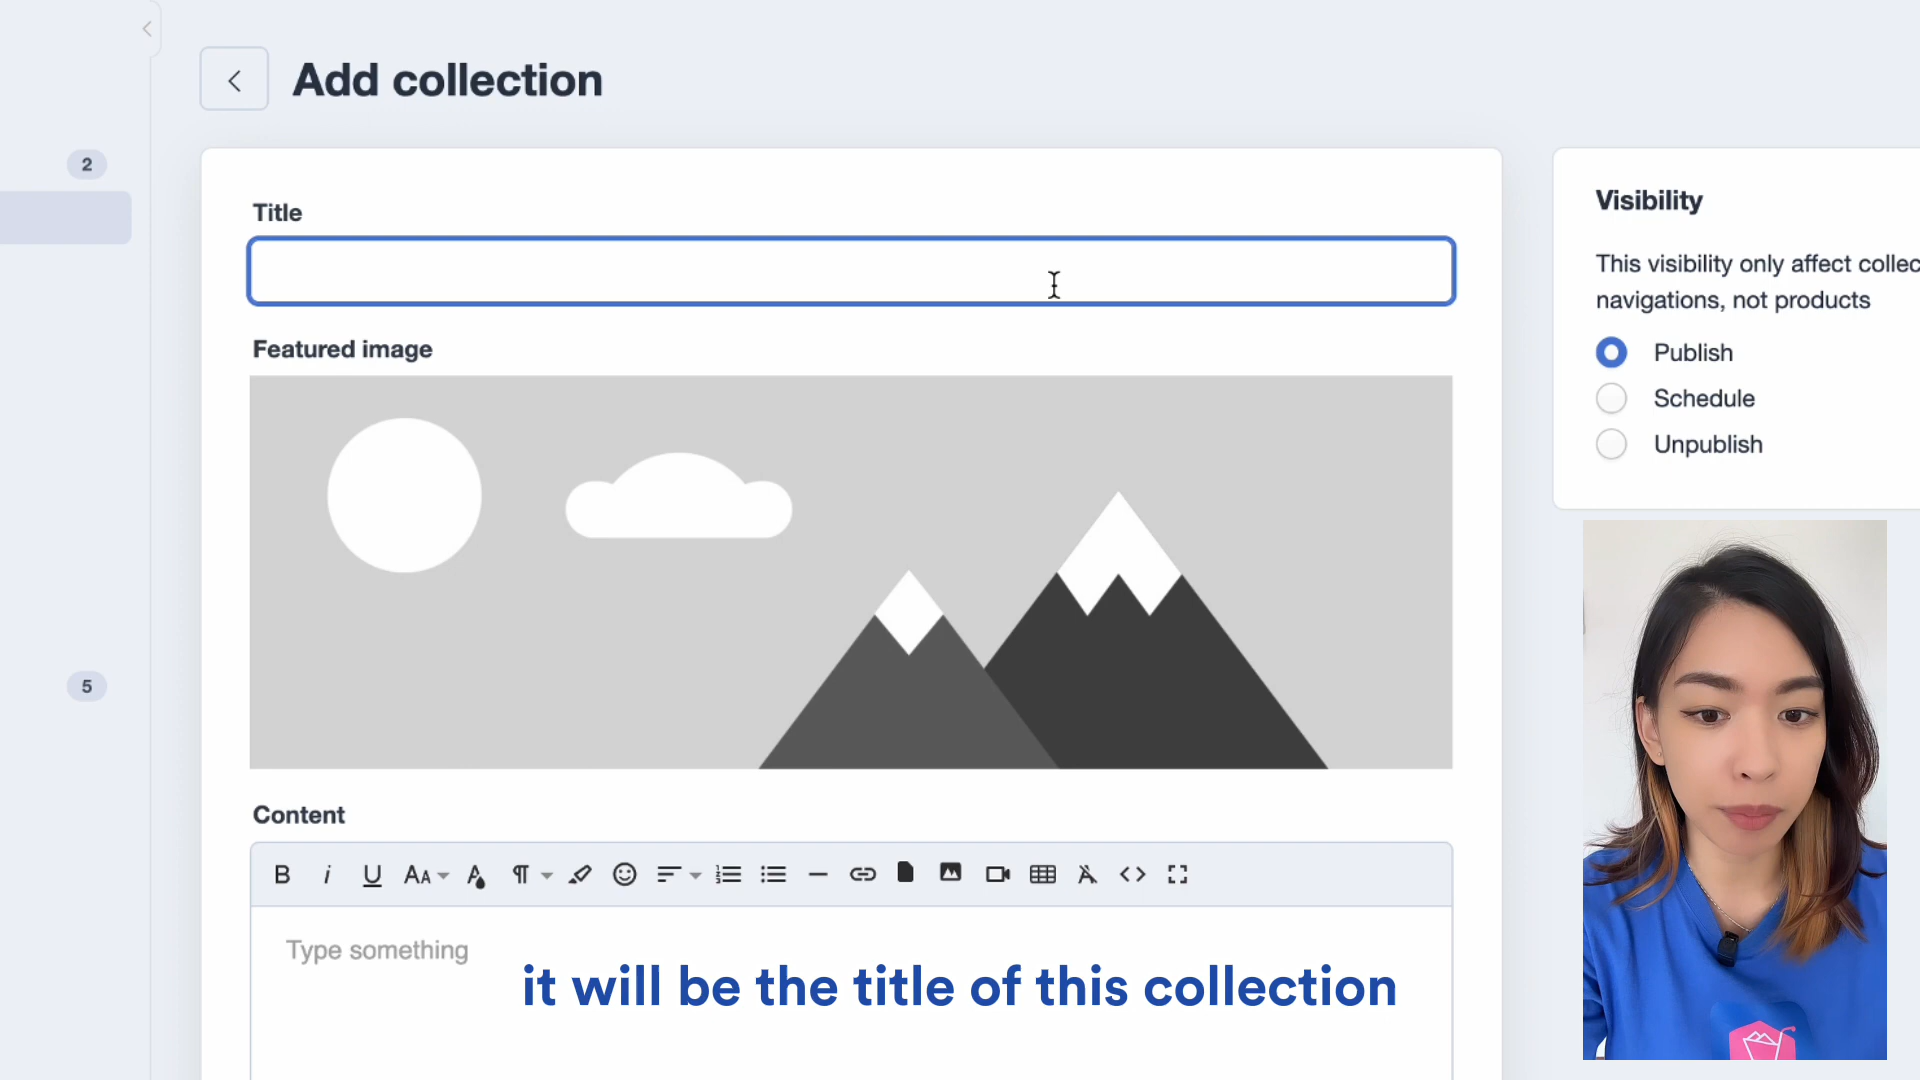 Add collection
2
Title
Visibility
This visibility only affect collec
navigations, not products
Publish
Schedule
Unpublish
Featured image
5
Content
Type something
it will be the title of this collection